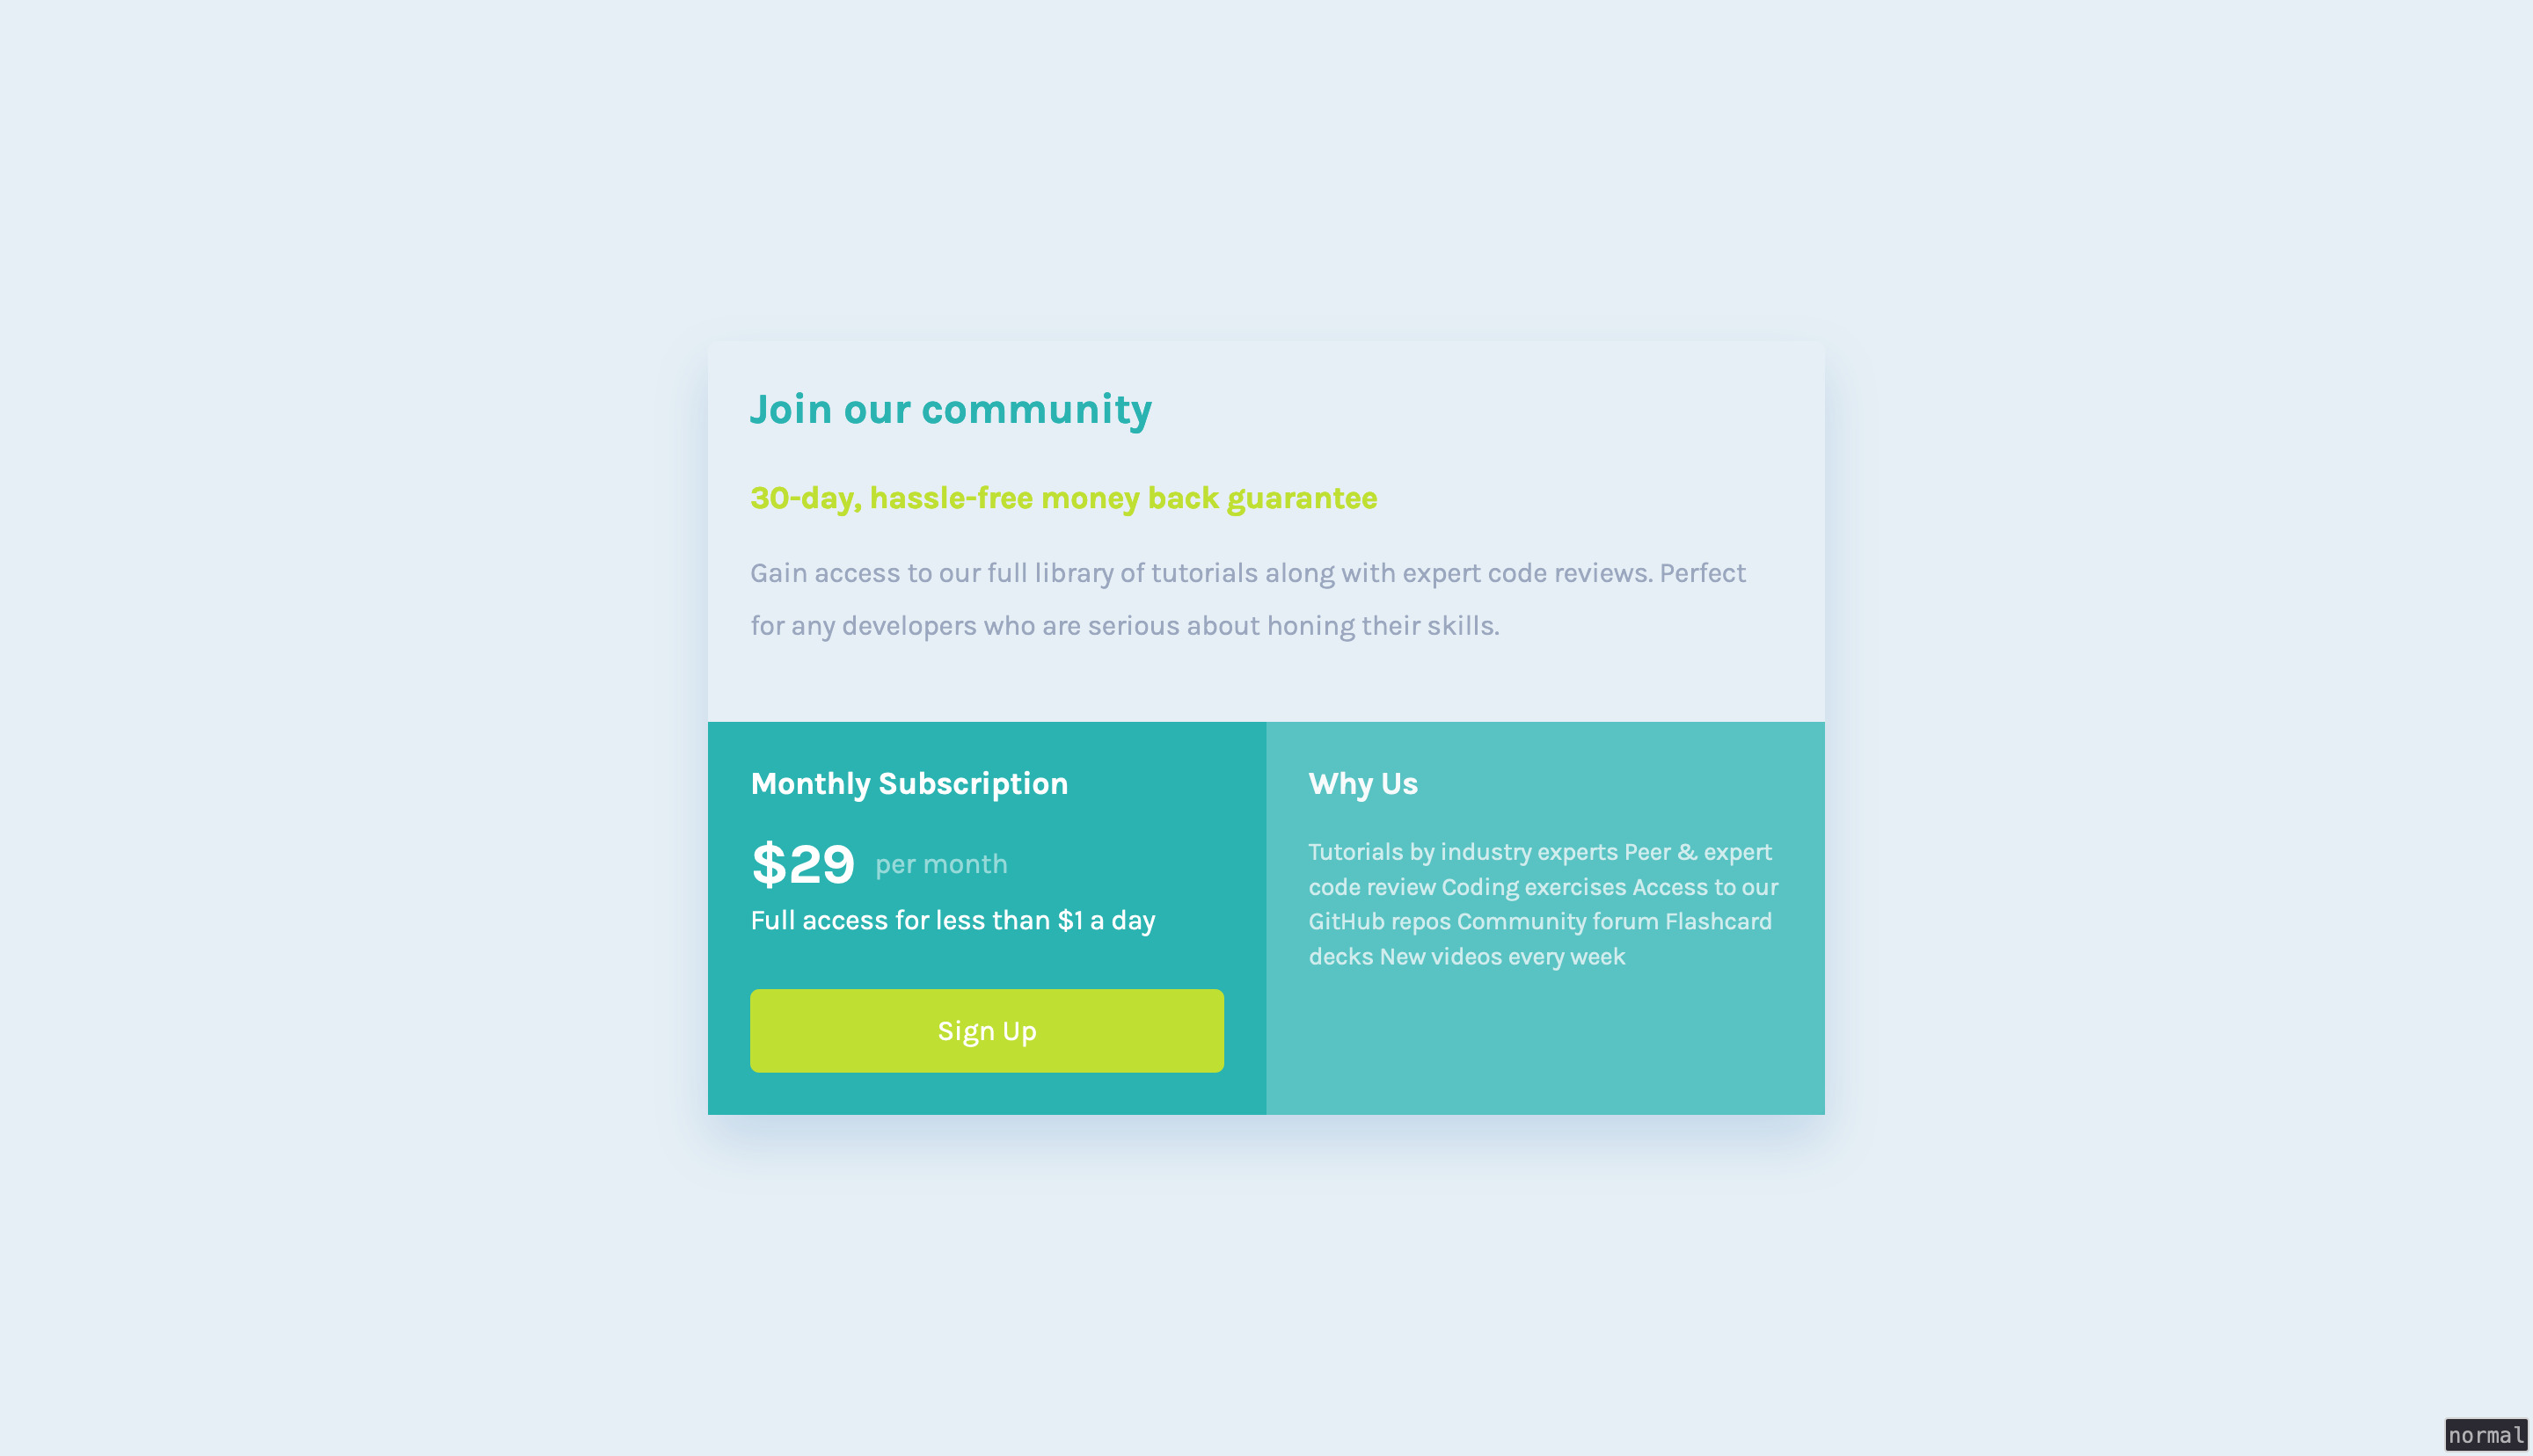 Join our community
30-day, hassle-free money back guarantee
Gain access to our full library of tutorials along with expert code reviews. Perfect
for any developers who are serious about honing their skills.
Monthly Subscription
$29 per month
Full access for less than $1 a day
Sign Up
Why Us
Tutorials by industry experts Peer & expert
code review Coding exercises Access to our
GitHub repos Community forum Flashcard
decks New videos every week
normal